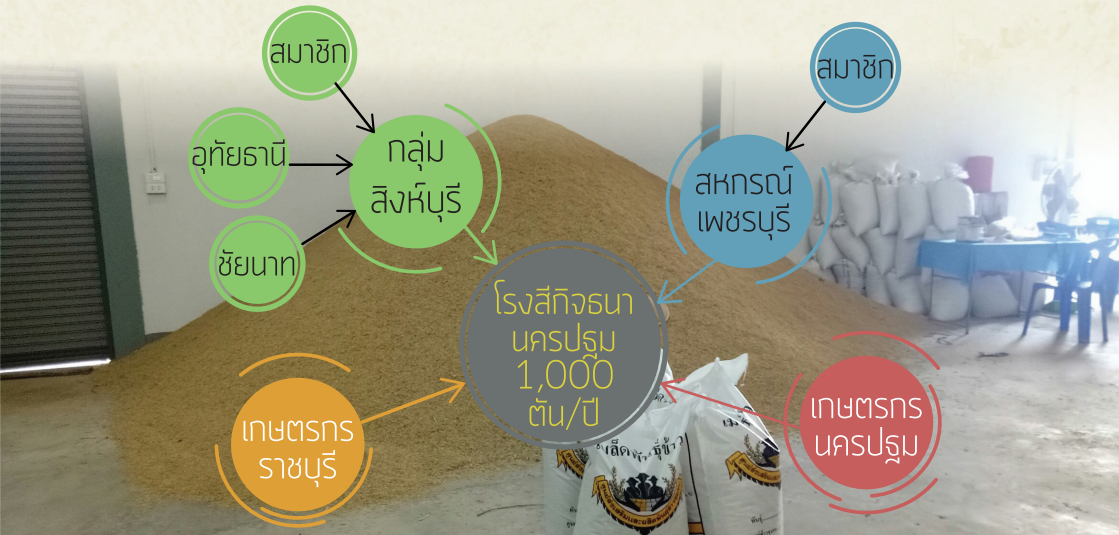 สมาชิก
สมาชิก
อุทัยธานี
กลุ่ม
สิงห์บุรี
สหกรณ์
เพชรบุรี
ชัยนาท
โรงสีกิจธนา
นครปฐม
1,000
ตัน/ปี
เกษตรกร
ราชบุรี
เกษตรกร
นครปฐม